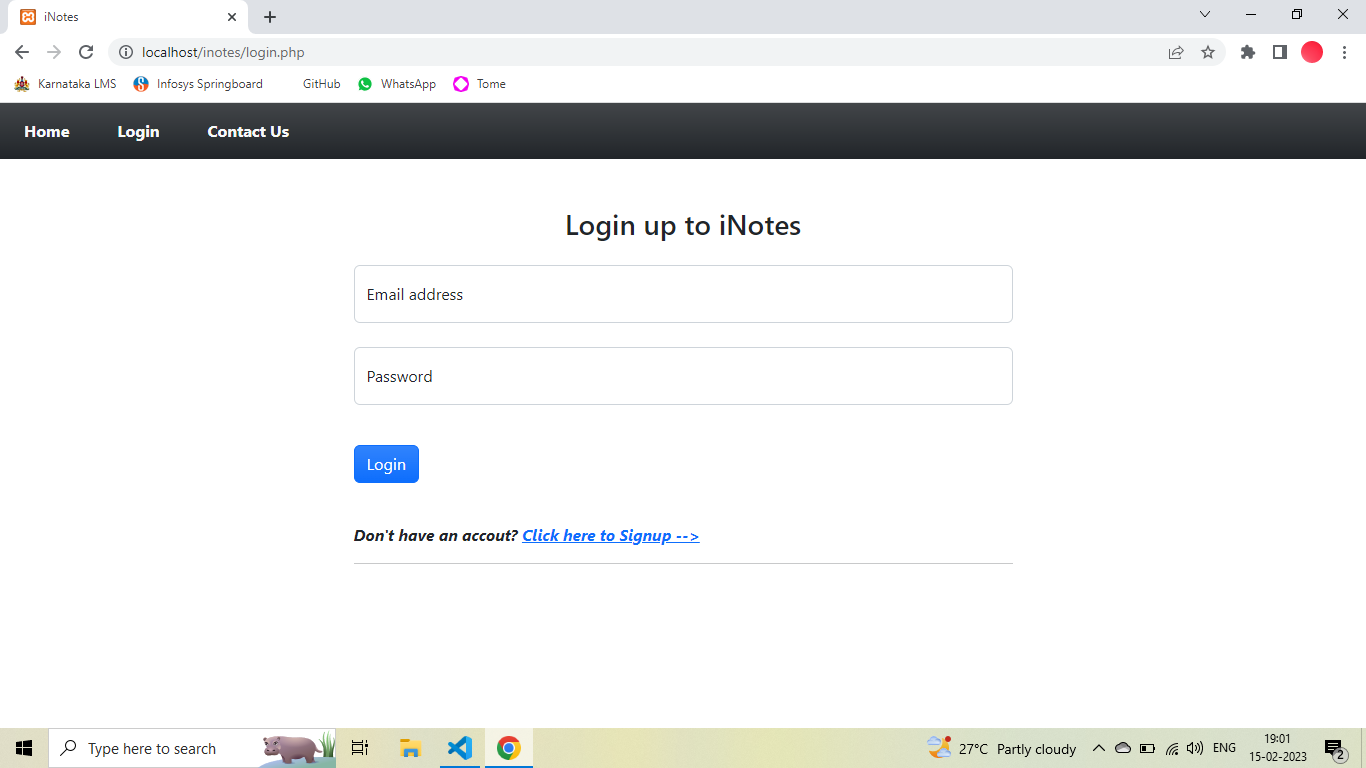 iNotes
localhost/inotes/login.php
Karnataka LMS Infosys Springboard GitHub WhatsApp Tome
Home Login Contact Us
Login up to iNotes
Email address
Password
Login
Don't have an accout? Click here to Signup -->
Type here to search 27°C Partly cloudy ENG 19:01
15-02-2023 2